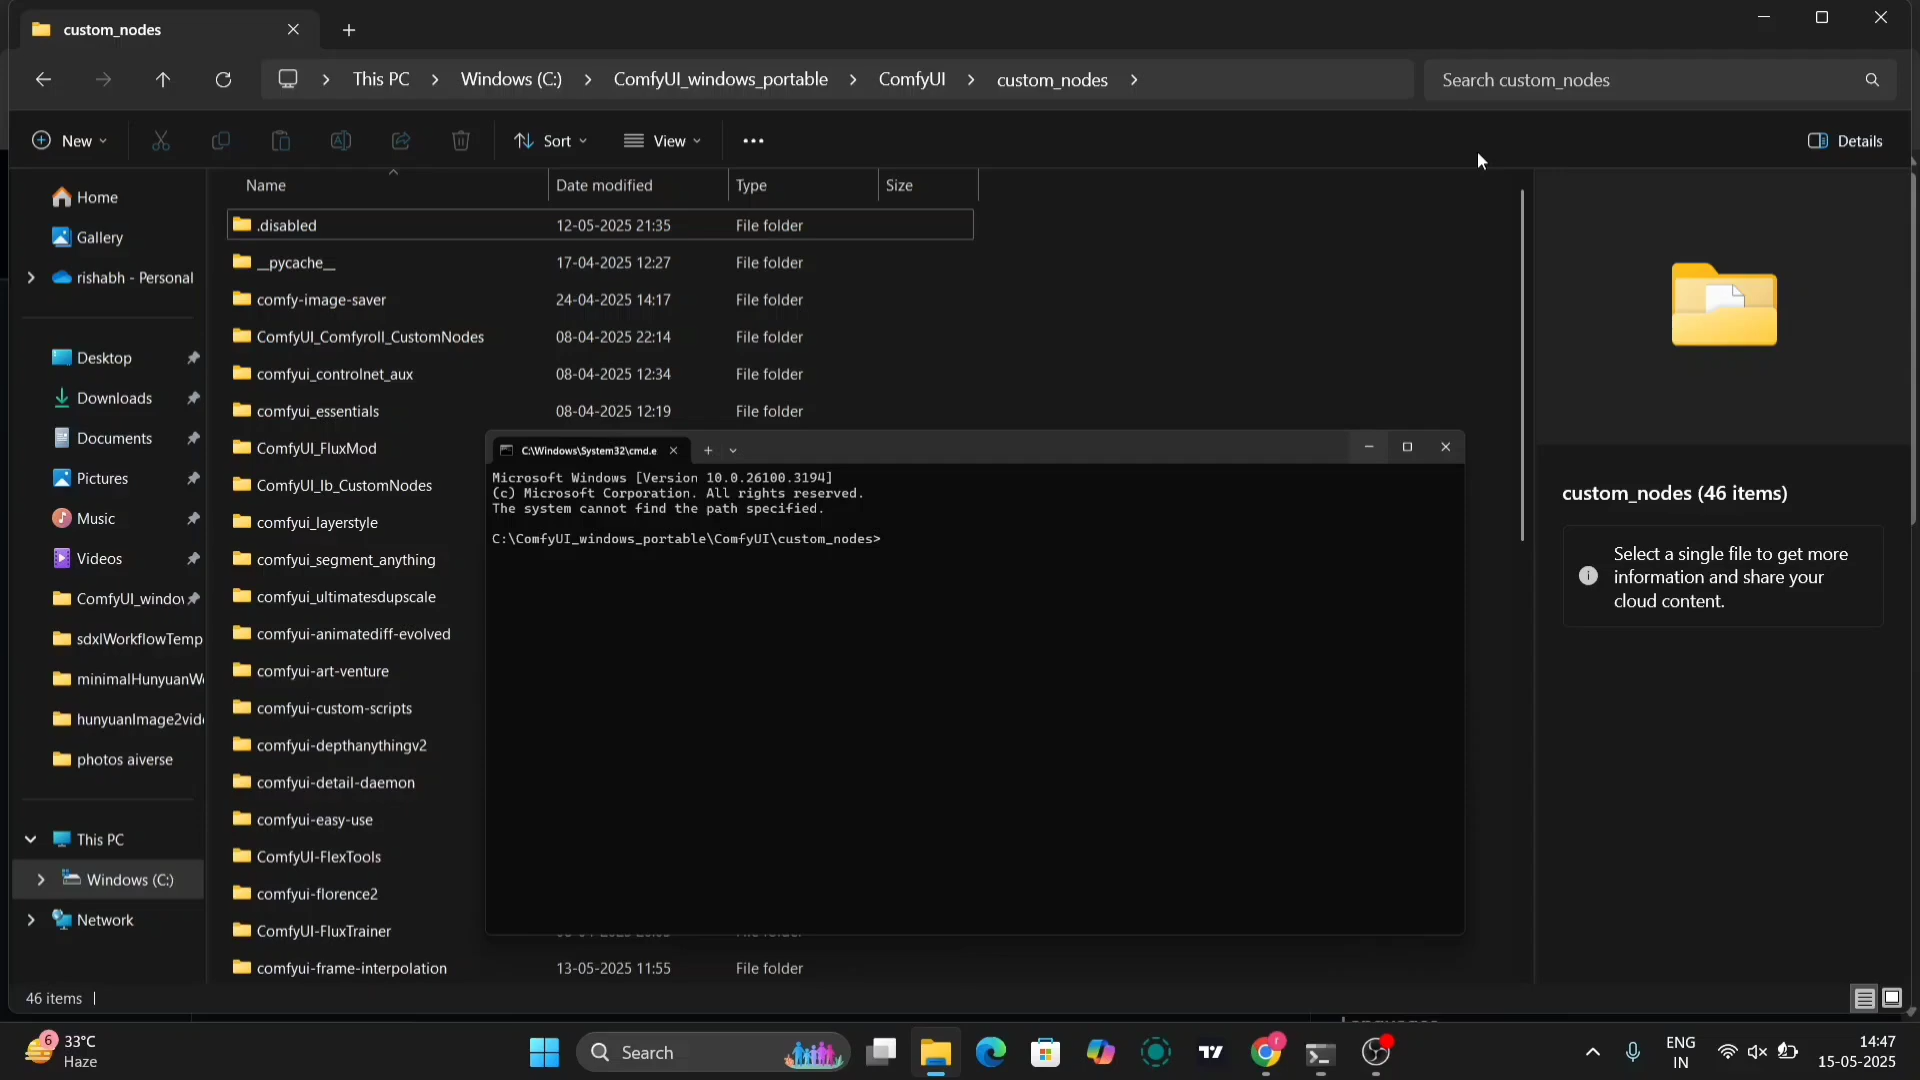 custom_nodes
This PC
Windows (C:)
ComfyUI_windows_portable
ComfyUI
custom_nodes
Search custom_nodes
New
Sort
View
Details
Name
Date modified
Type
Size
Home
Gallery
rishabh - Personal
Desktop
Downloads
Documents
Pictures
Music
Videos
ComfyUI_windov
sdxlWorkflowTemp
minimalHunyuanW
hunyuanImage2vid
photos aiverse
This PC
Windows (C:)
Network
.disabled 12-05-2025 21:35 File folder
__pycache__ 17-04-2025 12:27 File folder
comfy-image-saver 24-04-2025 14:17 File folder
ComfyUI_Comfyroll_CustomNodes 08-04-2025 22:14 File folder
comfyui_controlnet_aux 08-04-2025 12:34 File folder
comfyui_essentials 08-04-2025 12:19 File folder
ComfyUI_FluxMod
ComfyUI_Ib_CustomNodes
comfyui_layerstyle
comfyui_segment_anything
comfyui_ultimatesdupscale
comfyui-animatediff-evolved
comfyui-art-venture
comfyui-custom-scripts
comfyui-depthanythingv2
comfyui-detail-daemon
comfyui-easy-use
ComfyUI-FlexTools
comfyui-florence2
ComfyUI-FluxTrainer
comfyui-frame-interpolation 13-05-2025 11:55 File folder
C:\Windows\System32\cmd.e
Microsoft Windows [Version 10.0.26100.3194]
(c) Microsoft Corporation. All rights reserved.
The system cannot find the path specified.
C:\ComfyUI_windows_portable\ComfyUI\custom_nodes>
custom_nodes (46 items)
Select a single file to get more
information and share your
cloud content.
46 items
6
33°C
Haze
Search
r
ENG
IN
14:47
15-05-2025